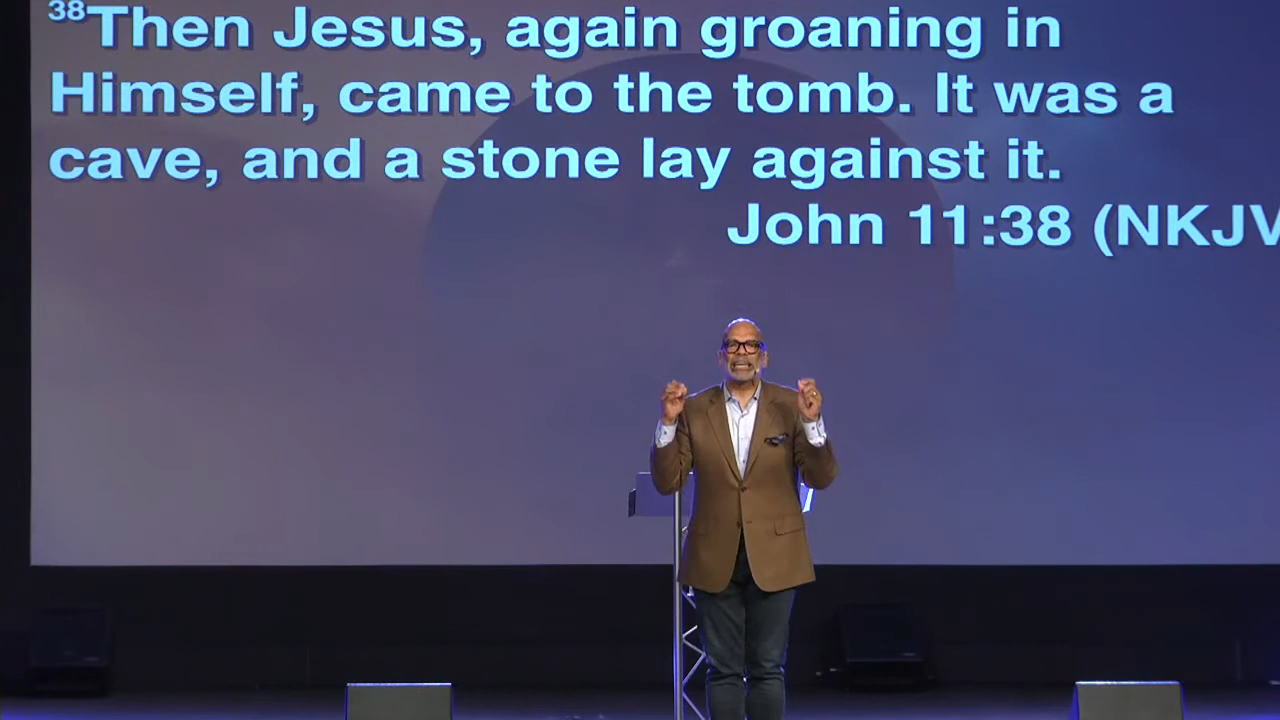 38Then Jesus, again groaning in
Himself, came to the tomb. It was a
cave, and a stone lay against it.
John 11:38 (NKJV